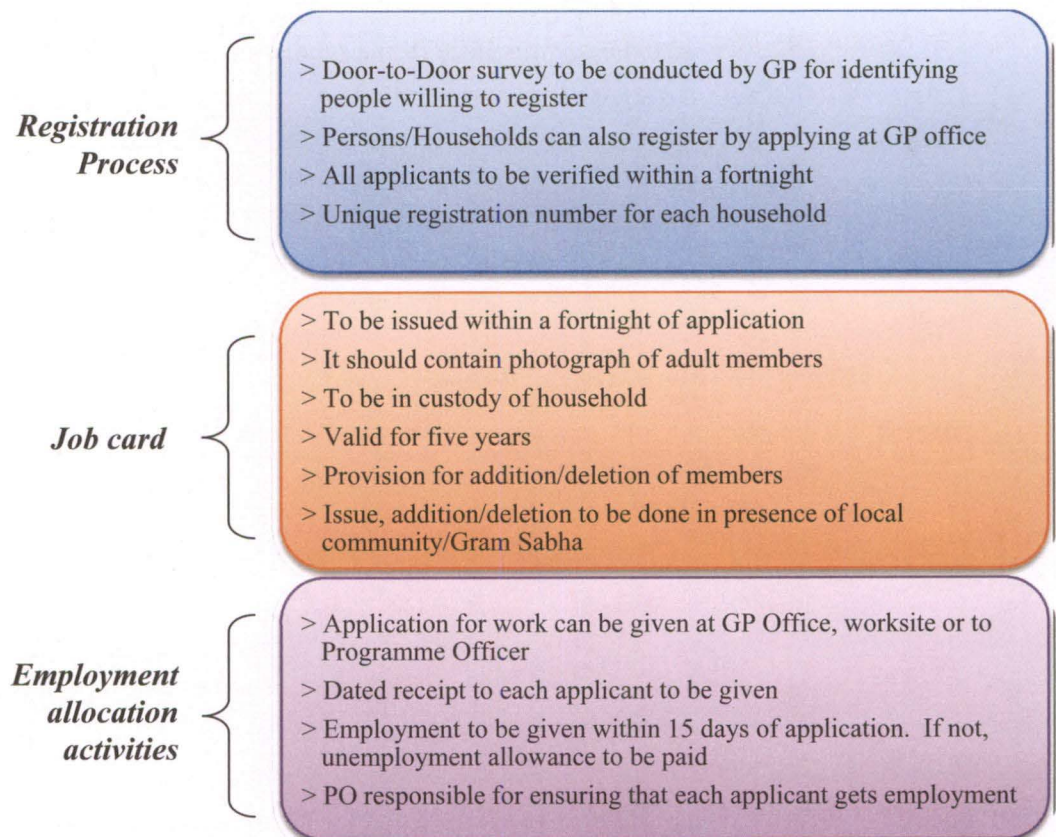 Registration
Process
> Door-to-Door survey to be conducted by GP for identifying
people willing to register
> Persons/Households can also register by applying at GP office
> All applicants to be verified within a fortnight
> Unique registration number for each household
Job card
> To be issued within a fortnight of application
> It should contain photograph of adult members
> To be in custody of household
> Valid for five years
> Provision for addition/deletion of members
> Issue, addition/deletion to be done in presence of local
community/Gram Sabha
Employment
allocation
activities
> Application for work can be given at GP Office, worksite or to
Programme Officer
> Dated receipt to each applicant to be given
> Employment to be given within 15 days of application. If not,
unemployment allowance to be paid
> PO responsible for ensuring that each applicant gets employment